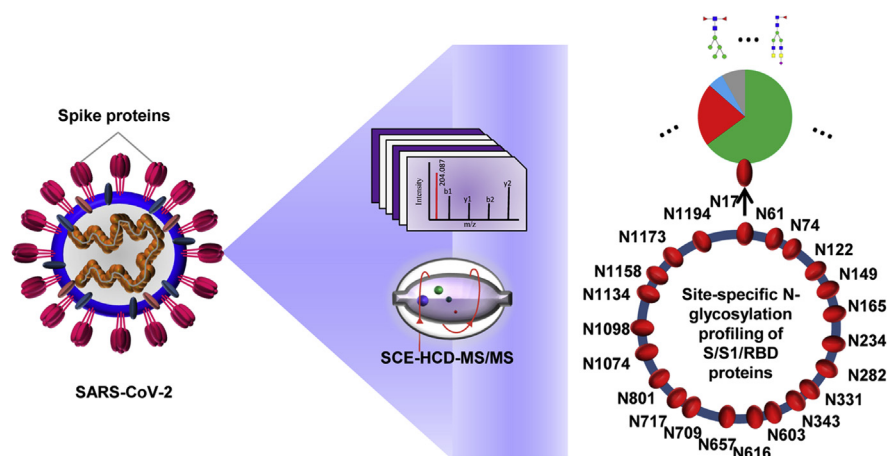 Spike proteins
SARS-CoV-2
Intensity
204.087
b1
y1
b2
y2
m/z
SCE-HCD-MS/MS
N17
N61
N74
N122
N149
N165
N234
N282
N331
N343
N603
N616
N657
N709
N717
N801
N1074
N1098
N1134
N1158
N1173
N1194
Site-specific N-
glycosylation
profiling of
S/S1/RBD
proteins